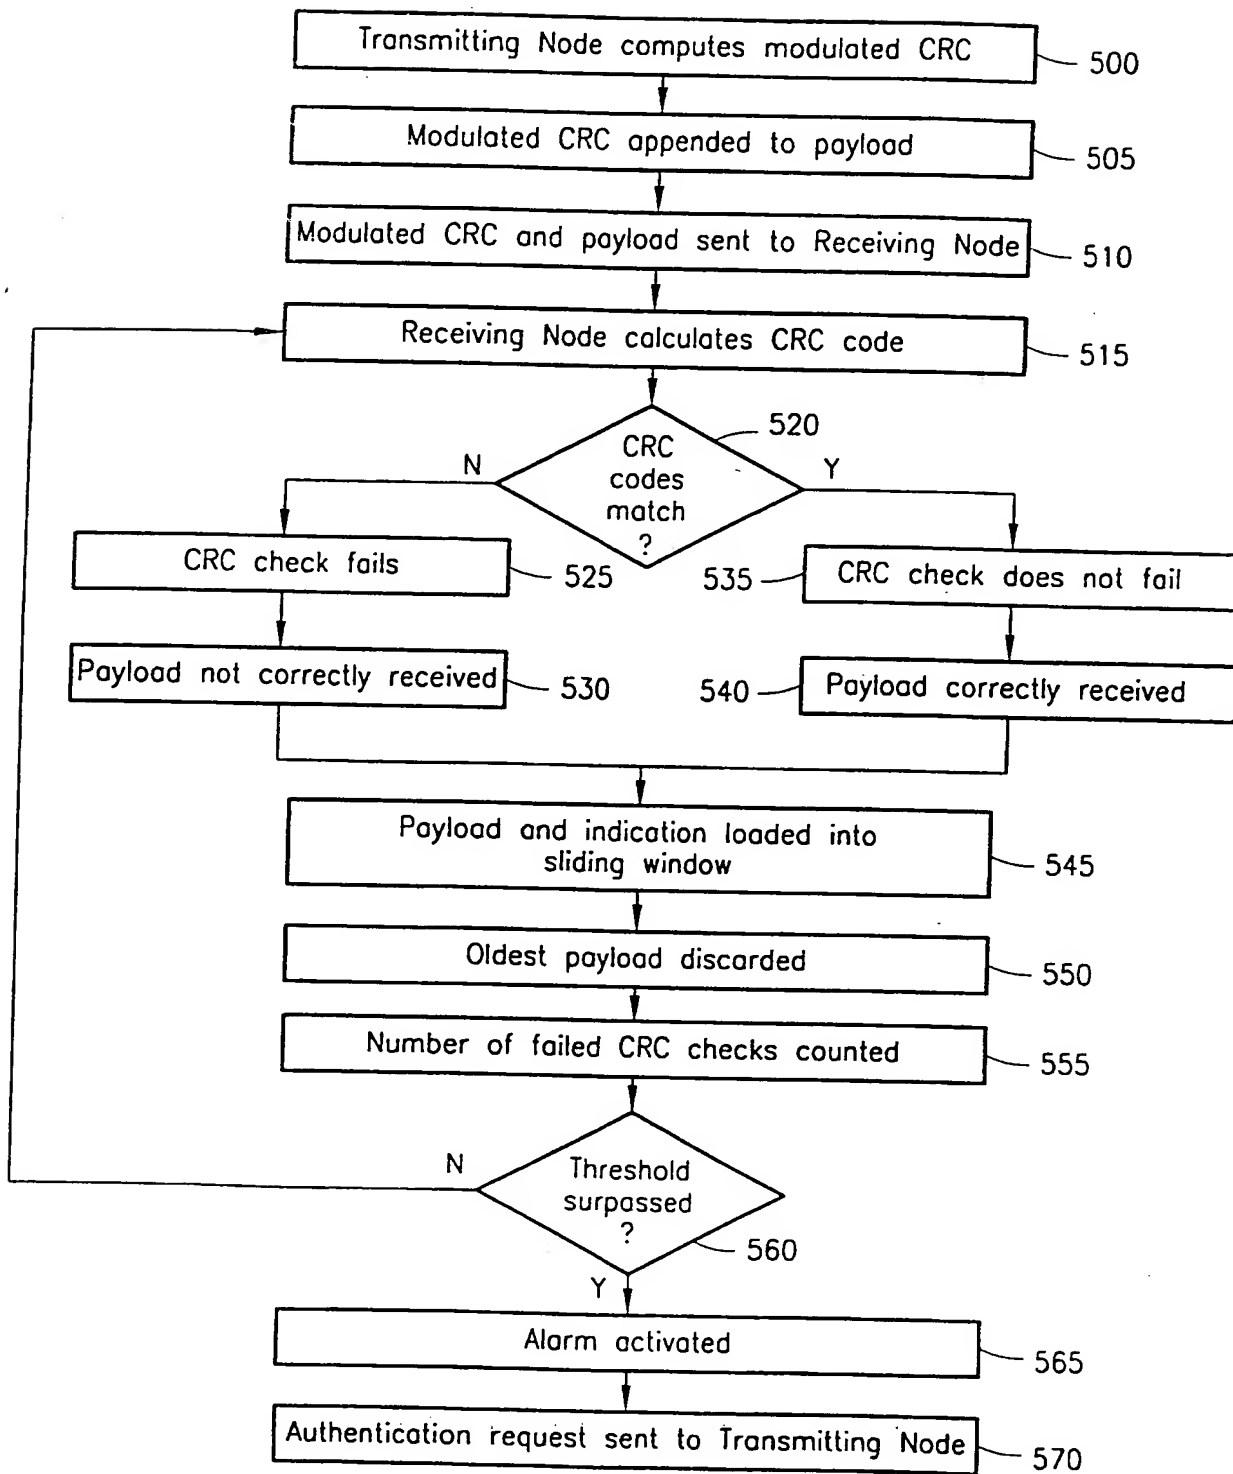 Transmitting Node computes modulated CRC
500
Modulated CRC appended to payload
505
Modulated CRC and payload sent to Receiving Node
510
Receiving Node calculates CRC code
515
520
CRC
codes
match
?
N
Y
CRC check fails
525
535
CRC check does not fail
Payload not correctly received
530
540
Payload correctly received
Payload and indication loaded into
sliding window
545
Oldest payload discarded
550
Number of failed CRC checks counted
555
N
Threshold
surpassed
?
560
Y
Alarm activated
565
Authentication request sent to Transmitting Node
570